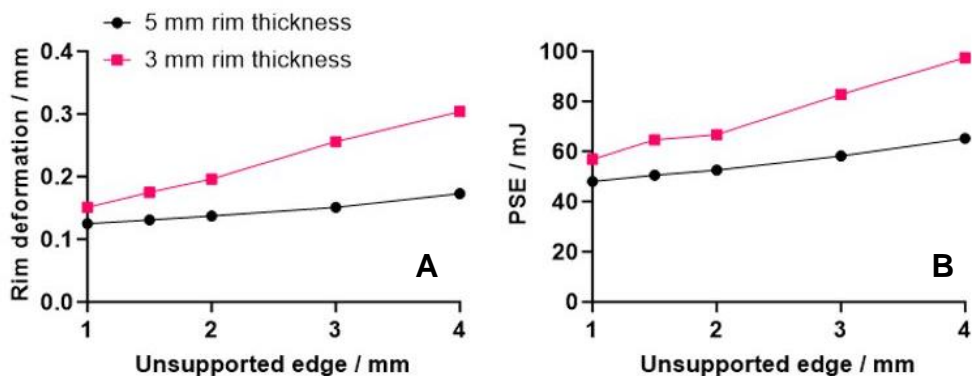 5 mm rim thickness
3 mm rim thickness
Rim deformation / mm
0.4
0.3
0.2
0.1
0.0
1 2 3 4
Unsupported edge / mm
A
PSE / mJ
100
80
60
40
20
0
1 2 3 4
Unsupported edge / mm
B